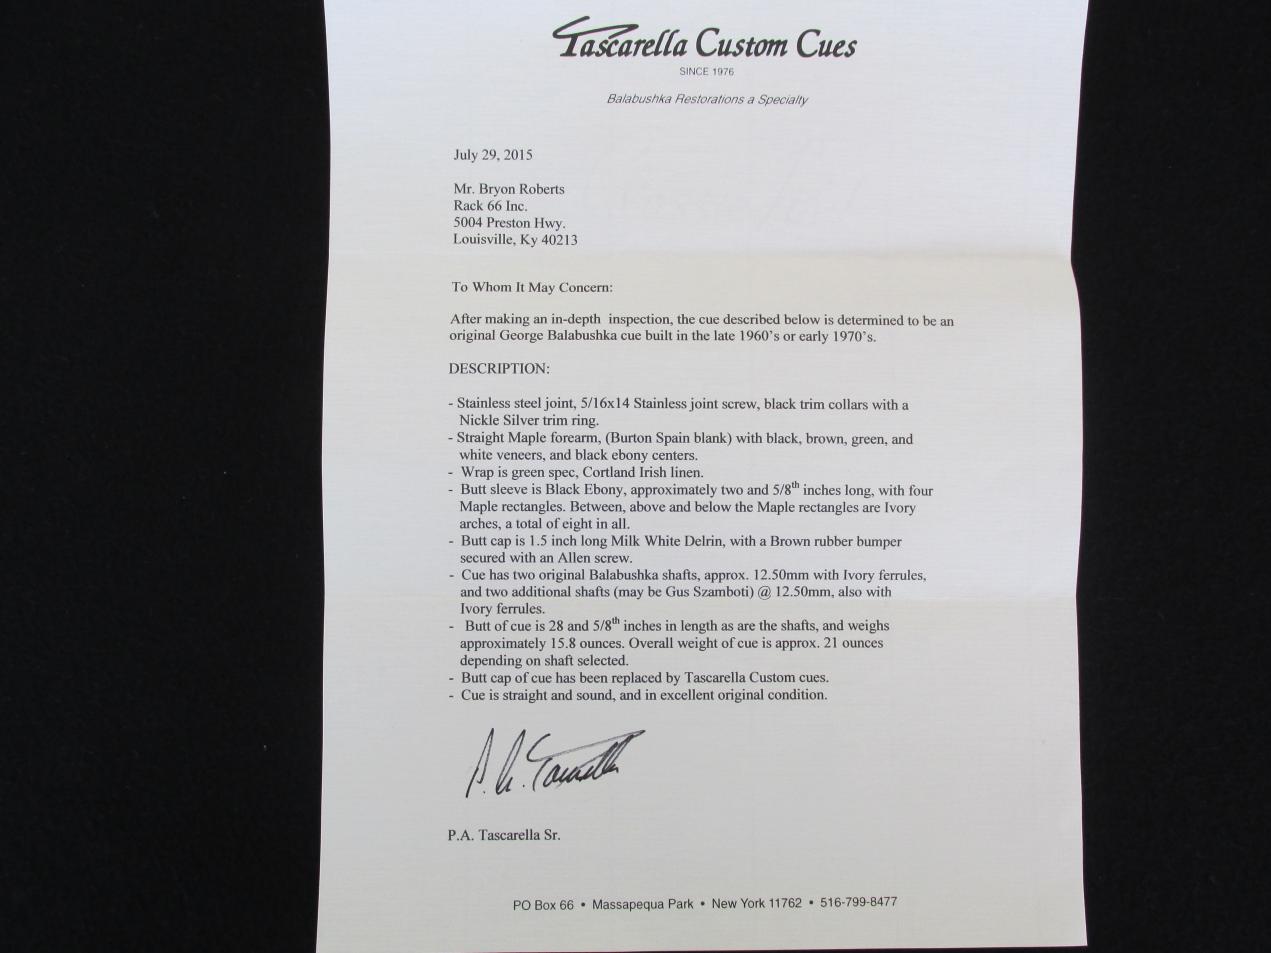 Tascarella Custom Cues
SINCE 1976
Balabushka Restorations a Specialty
July 29, 2015
Mr. Bryon Roberts
Rack 66 Inc.
5004 Preston Hwy.
Louisville, Ky 40213
To Whom It May Concern:
After making an in-depth  inspection, the cue described below is determined to be an
original George Balabushka cue built in the late 1960's or early 1970's.
DESCRIPTION:
- Stainless steel joint, 5/16x14 Stainless joint screw, black trim collars with a
Nickle Silver trim ring.
- Straight Maple forearm, (Burton Spain blank) with black, brown, green, and
white veneers, and black ebony centers.
- Wrap is green spec, Cortland Irish linen.
- Butt sleeve is Black Ebony, approximately two and 5/8th inches long, with four
Maple rectangles. Between, above and below the Maple rectangles are Ivory
arches, a total of eight in all.
- Butt cap is 1.5 inch long Milk White Delrin, with a Brown rubber bumper
secured with an Allen screw.
- Cue has two original Balabushka shafts, approx. 12.50mm with Ivory ferrules,
and two additional shafts (may be Gus Szamboti) @ 12.50mm, also with
Ivory ferrules.
- Butt of cue is 28 and 5/8th inches in length as are the shafts, and weighs
approximately 15.8 ounces. Overall weight of cue is approx. 21 ounces
depending on shaft selected.
- Butt cap of cue has been replaced by Tascarella Custom cues.
- Cue is straight and sound, and in excellent original condition.
P.A. Tascarella
P.A. Tascarella Sr.
PO Box 66 • Massapequa Park • New York 11762 • 516-799-8477